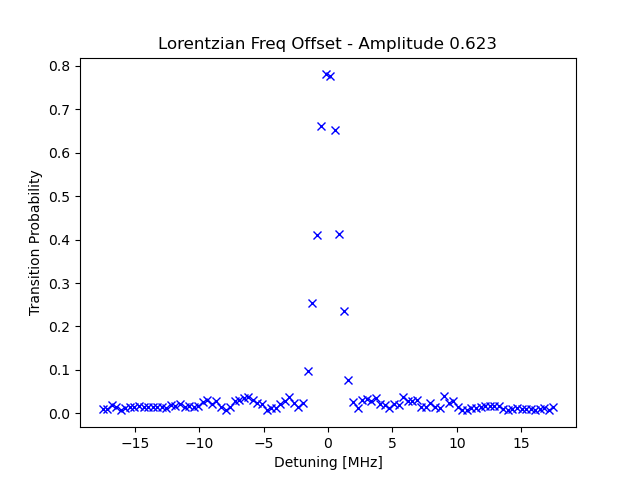 Lorentzian Freq Offset - Amplitude 0.623
0.8
0.7
0.6
0.5
0.4
0.3
0.2
0.1
0.0
Transition Probability
−15 −10 −5 0 5 10 15
Detuning [MHz]